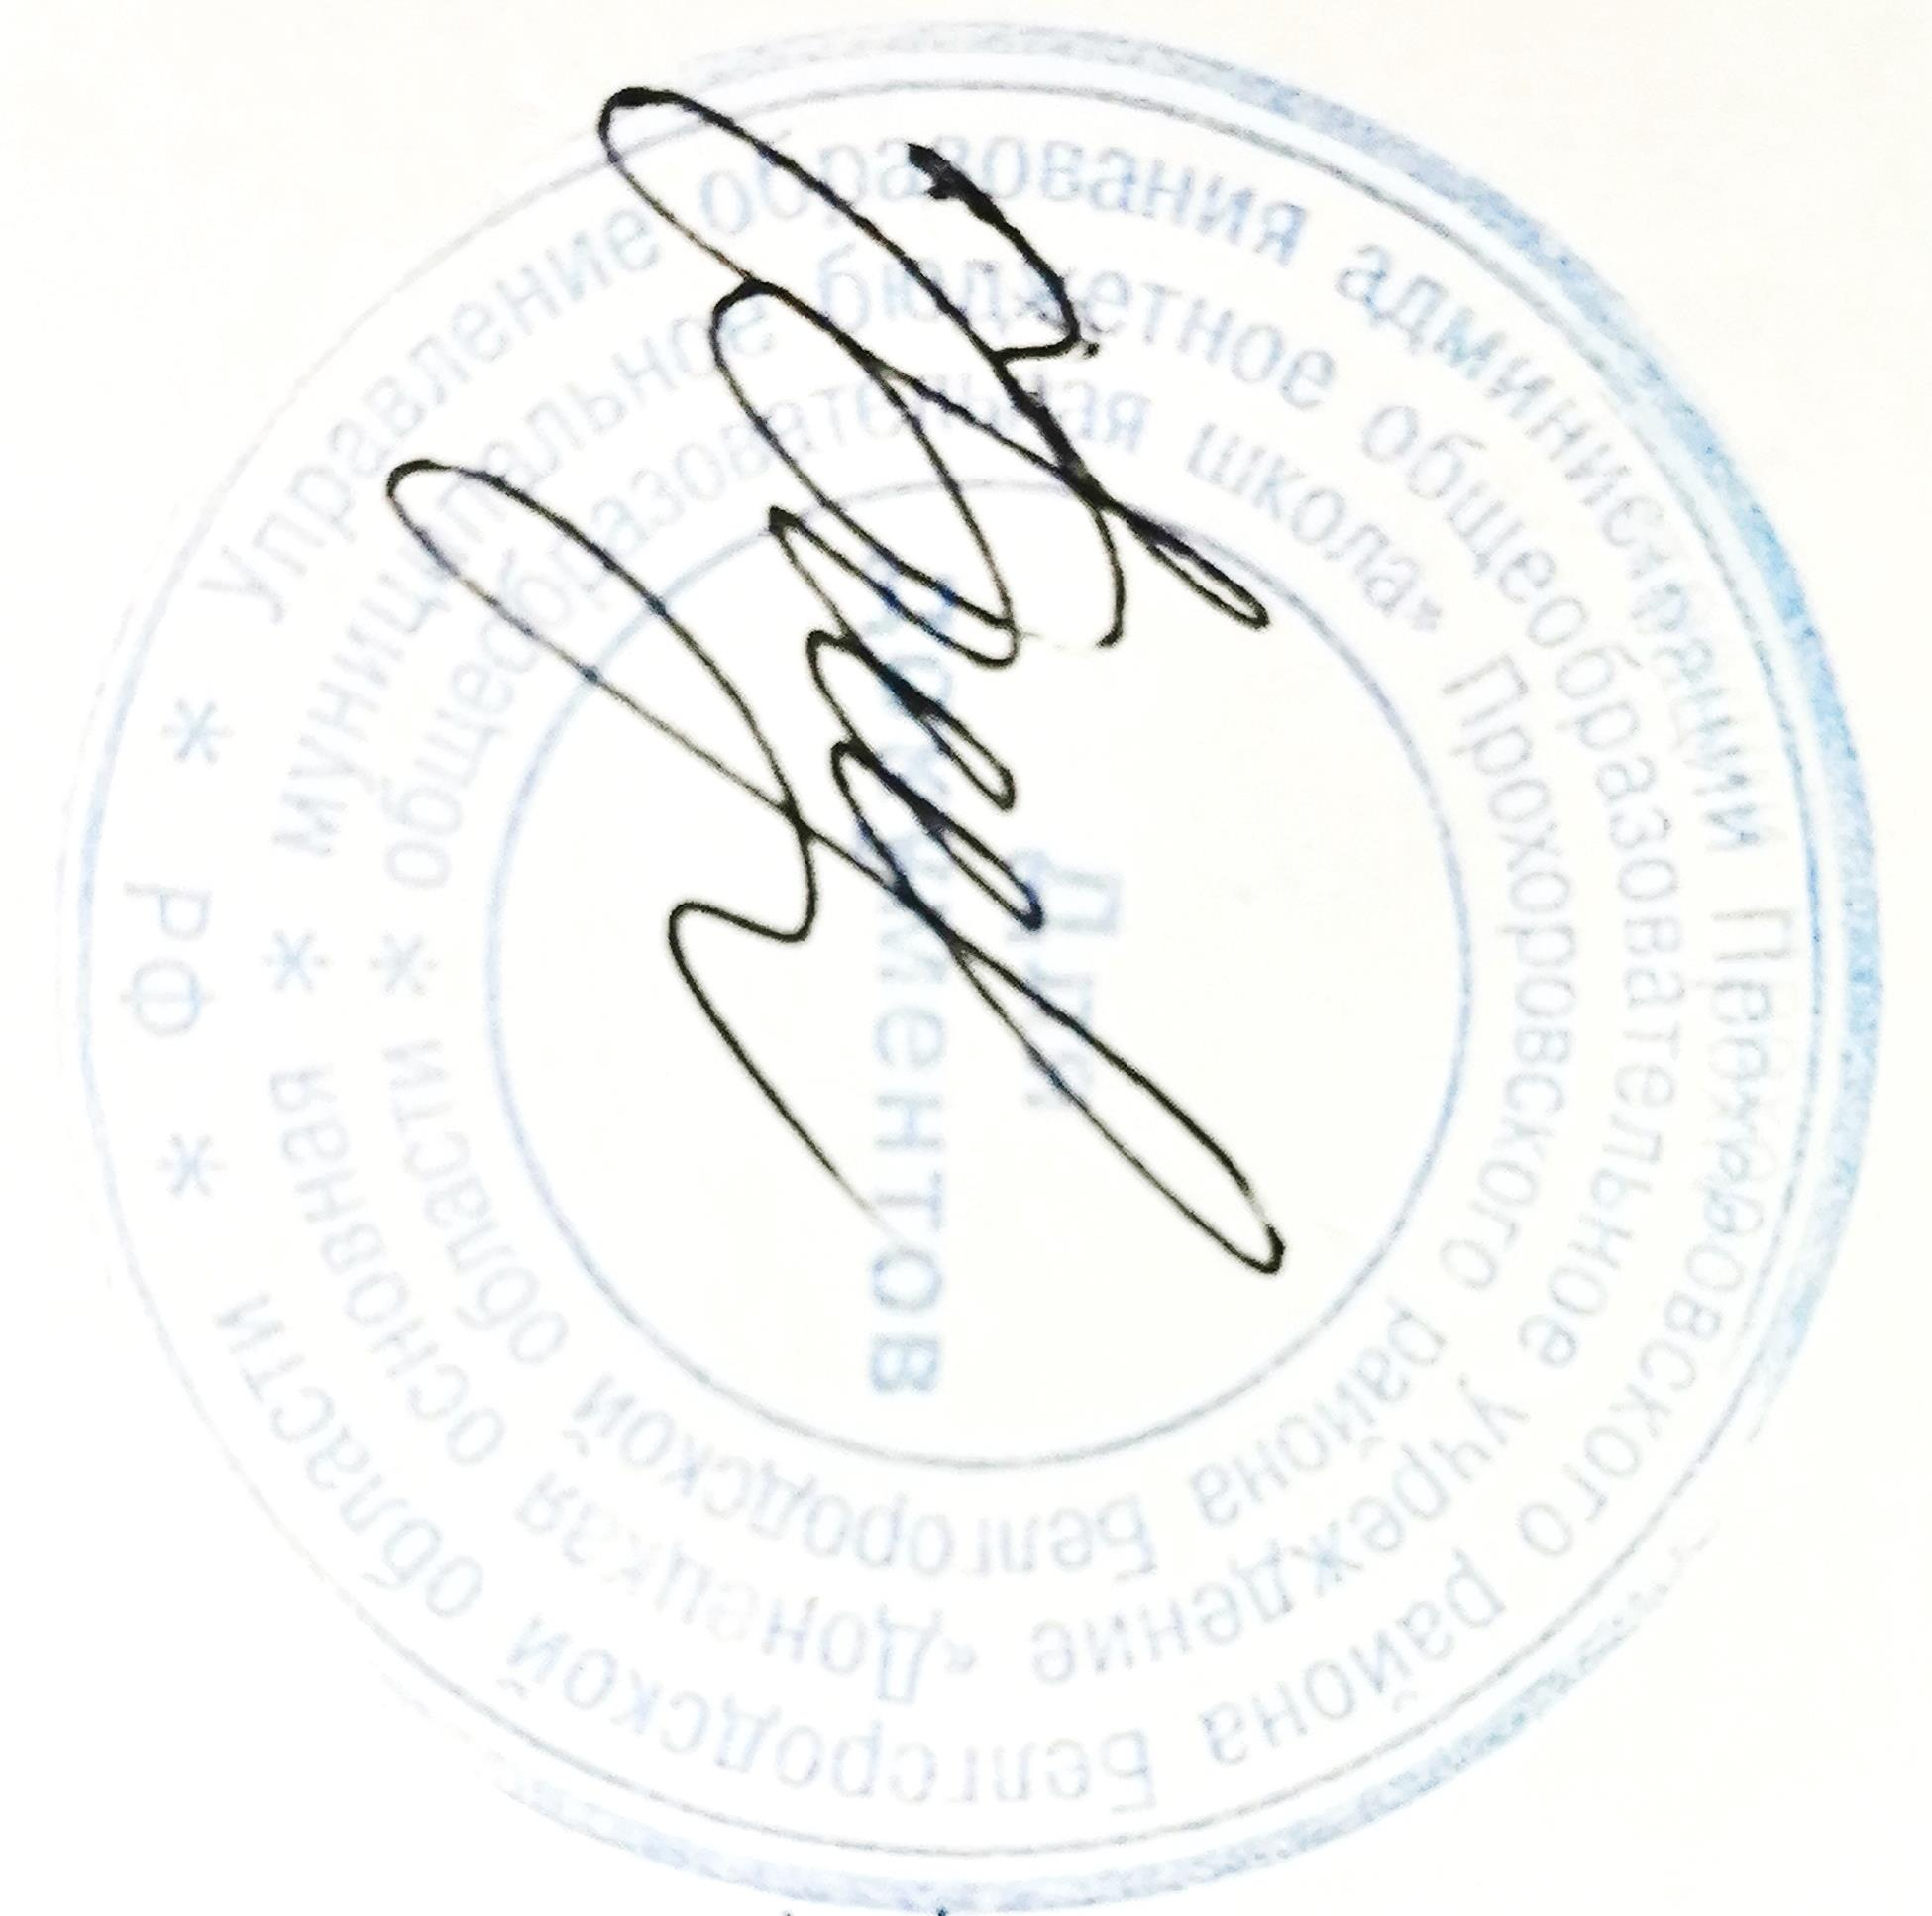 * РФ * Управление образования администрации Прохоровского района Белгородской области
* муниципальное бюджетное общеобразовательное учреждение «Донецкая основная
* общеобразовательная школа» Прохоровского района Белгородской области
Для
документов